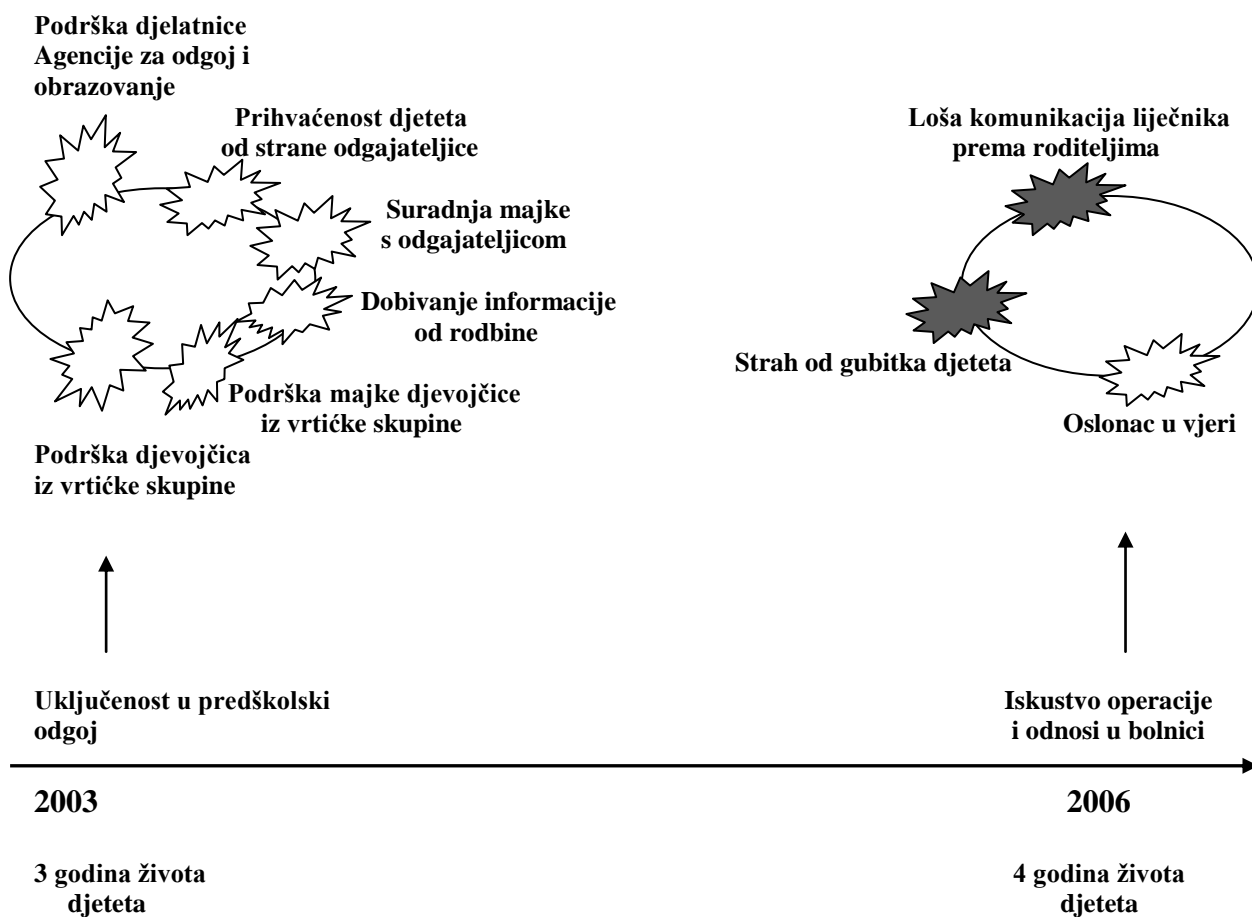 Podrška djelatnice
Agencije za odgoj i
obrazovanje
Prihvaćenost djeteta
od strane odgajateljice
Suradnja majke
s odgajateljicom
Dobivanje informacije
od rodbine
Podrška majke djevojčice
iz vrtićke skupine
Podrška djevojčica
iz vrtićke skupine
Loša komunikacija liječnika
prema roditeljima
Strah od gubitka djeteta
Oslonac u vjeri
Uključenost u predškolski
odgoj
Iskustvo operacije
i odnosi u bolnici
2003
2006
3 godina života
djeteta
4 godina života
djeteta